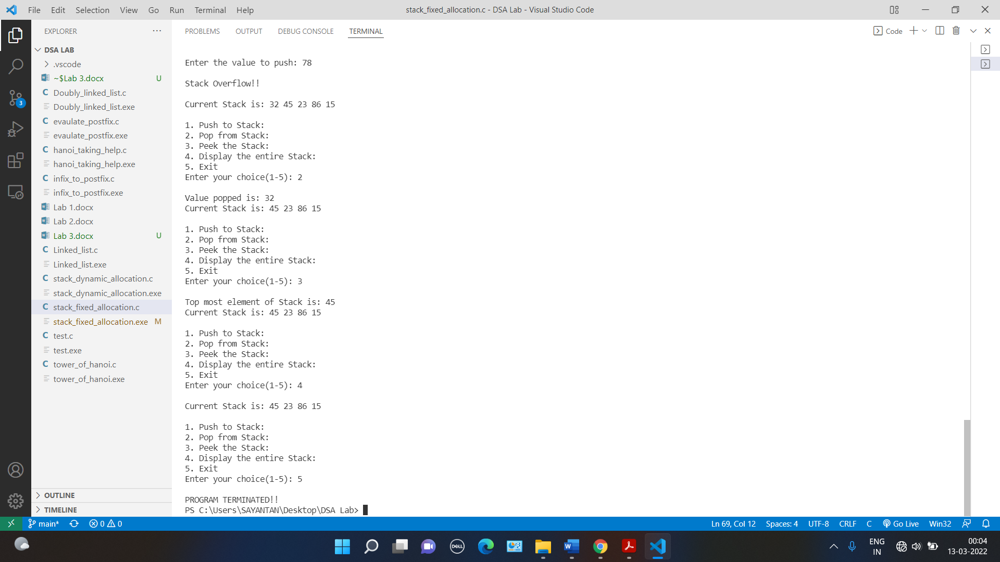 File Edit Selection View Go Run Terminal Help
stack_fixed_allocation.c - DSA Lab - Visual Studio Code
EXPLORER
DSA LAB
.vscode
~$Lab 3.docx U
C Doubly_linked_list.c
Doubly_linked_list.exe
C evaulate_postfix.c
evaulate_postfix.exe
C hanoi_taking_help.c
hanoi_taking_help.exe
C infix_to_postfix.c
infix_to_postfix.exe
Lab 1.docx
Lab 2.docx
Lab 3.docx U
C Linked_list.c
Linked_list.exe
C stack_dynamic_allocation.c
stack_dynamic_allocation.exe
C stack_fixed_allocation.c
stack_fixed_allocation.exe M
C test.c
test.exe
C tower_of_hanoi.c
tower_of_hanoi.exe
OUTLINE
TIMELINE
3
PROBLEMS OUTPUT DEBUG CONSOLE TERMINAL
Code
Enter the value to push: 78
Stack Overflow!!
Current Stack is: 32 45 23 86 15
1. Push to Stack:
2. Pop from Stack:
3. Peek the Stack:
4. Display the entire Stack:
5. Exit
Enter your choice(1-5): 2
Value popped is: 32
Current Stack is: 45 23 86 15
1. Push to Stack:
2. Pop from Stack:
3. Peek the Stack:
4. Display the entire Stack:
5. Exit
Enter your choice(1-5): 3
Top most element of Stack is: 45
Current Stack is: 45 23 86 15
1. Push to Stack:
2. Pop from Stack:
3. Peek the Stack:
4. Display the entire Stack:
5. Exit
Enter your choice(1-5): 4
Current Stack is: 45 23 86 15
1. Push to Stack:
2. Pop from Stack:
3. Peek the Stack:
4. Display the entire Stack:
5. Exit
Enter your choice(1-5): 5
PROGRAM TERMINATED!!
PS C:\Users\SAYANTAN\Desktop\DSA Lab>
main* 0 0
Ln 69, Col 12 Spaces: 4 UTF-8 CRLF C Go Live Win32
DELL
W
ENG
IN
00:04
13-03-2022